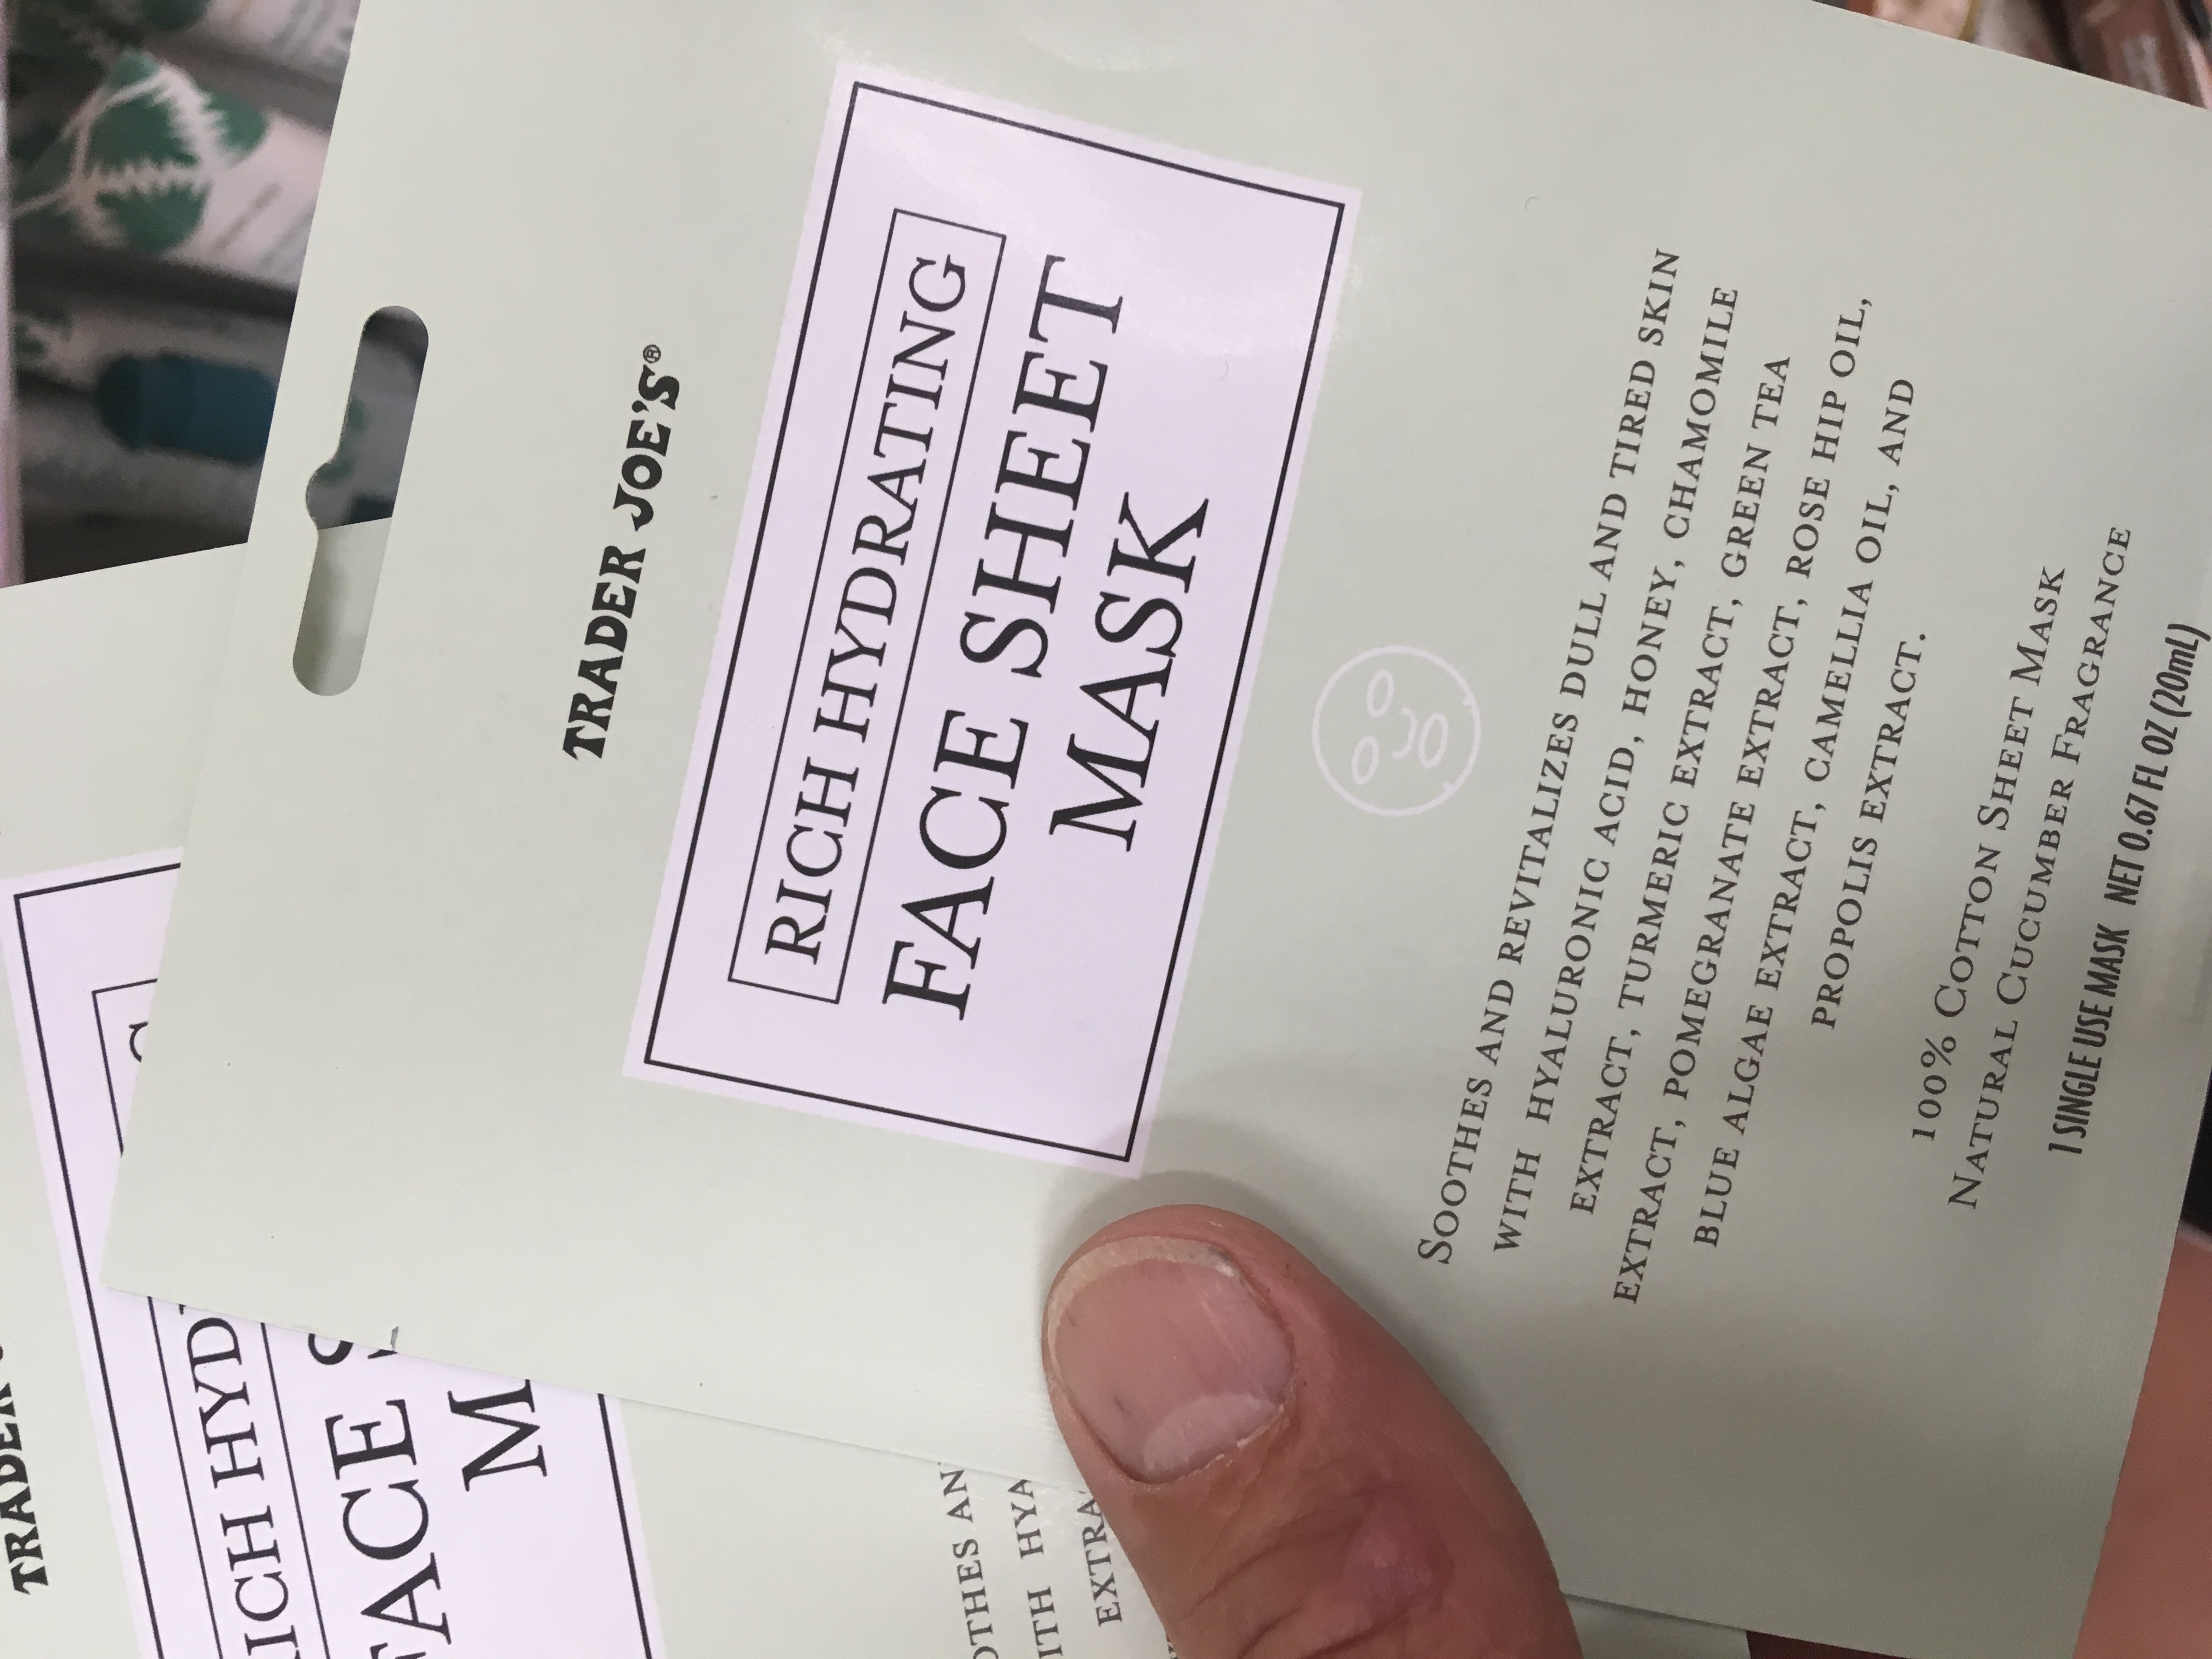 TRADER JOE'S®
RICH HYDRATING
FACE SHEET
MASK
SOOTHES AND REVITALIZES DULL AND TIRED SKIN
WITH HYALURONIC ACID, HONEY, CHAMOMILE
EXTRACT, TURMERIC EXTRACT, GREEN TEA
EXTRACT, POMEGRANATE EXTRACT, ROSE HIP OIL,
BLUE ALGAE EXTRACT, CAMELLIA OIL, AND
PROPOLIS EXTRACT.
100% COTTON SHEET MASK
NATURAL CUCUMBER FRAGRANCE
1 SINGLE USE MASK NET 0.67 FL OZ (20mL)
TRADER
RICH HYD
FACE S
M
OTHES AN
ITH HYA
EXTRA